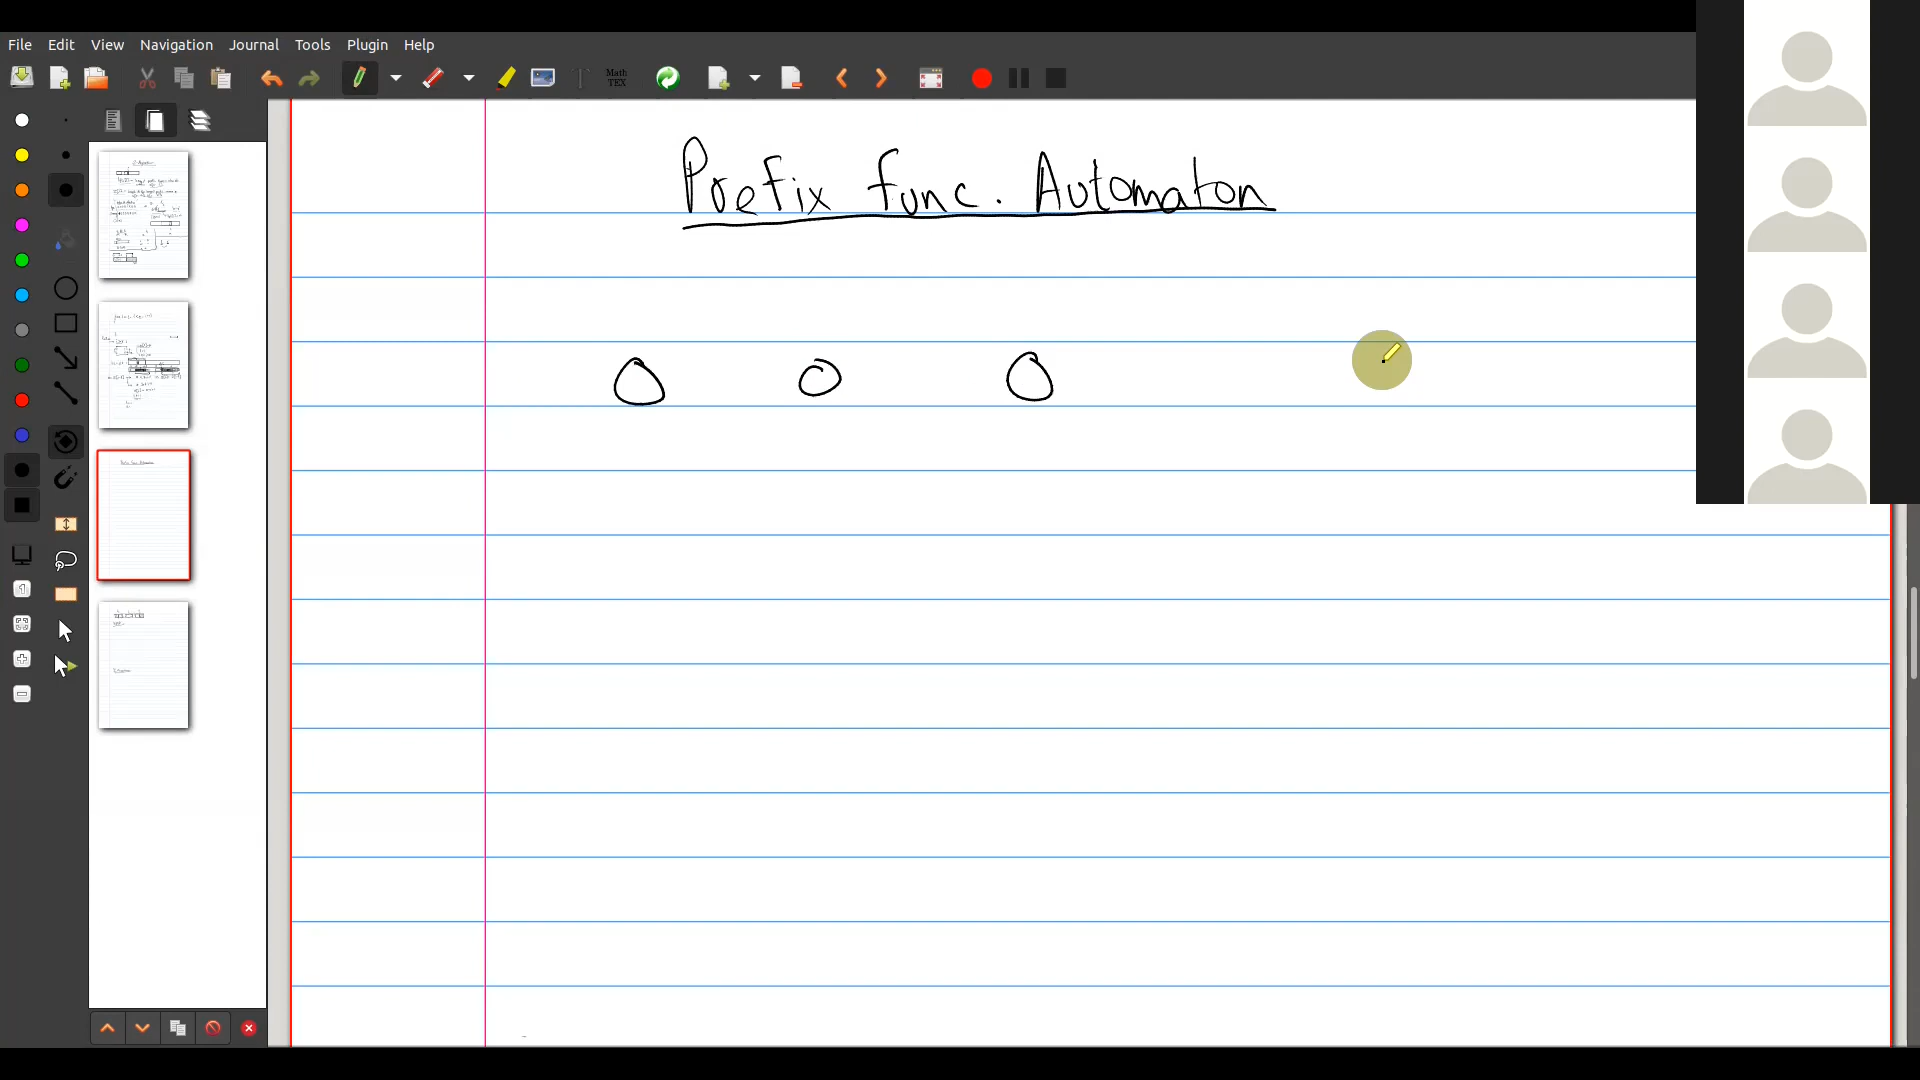 File Edit View Navigation Journal Tools Plugin Help
Math
TEX
Prefix func. Automaton